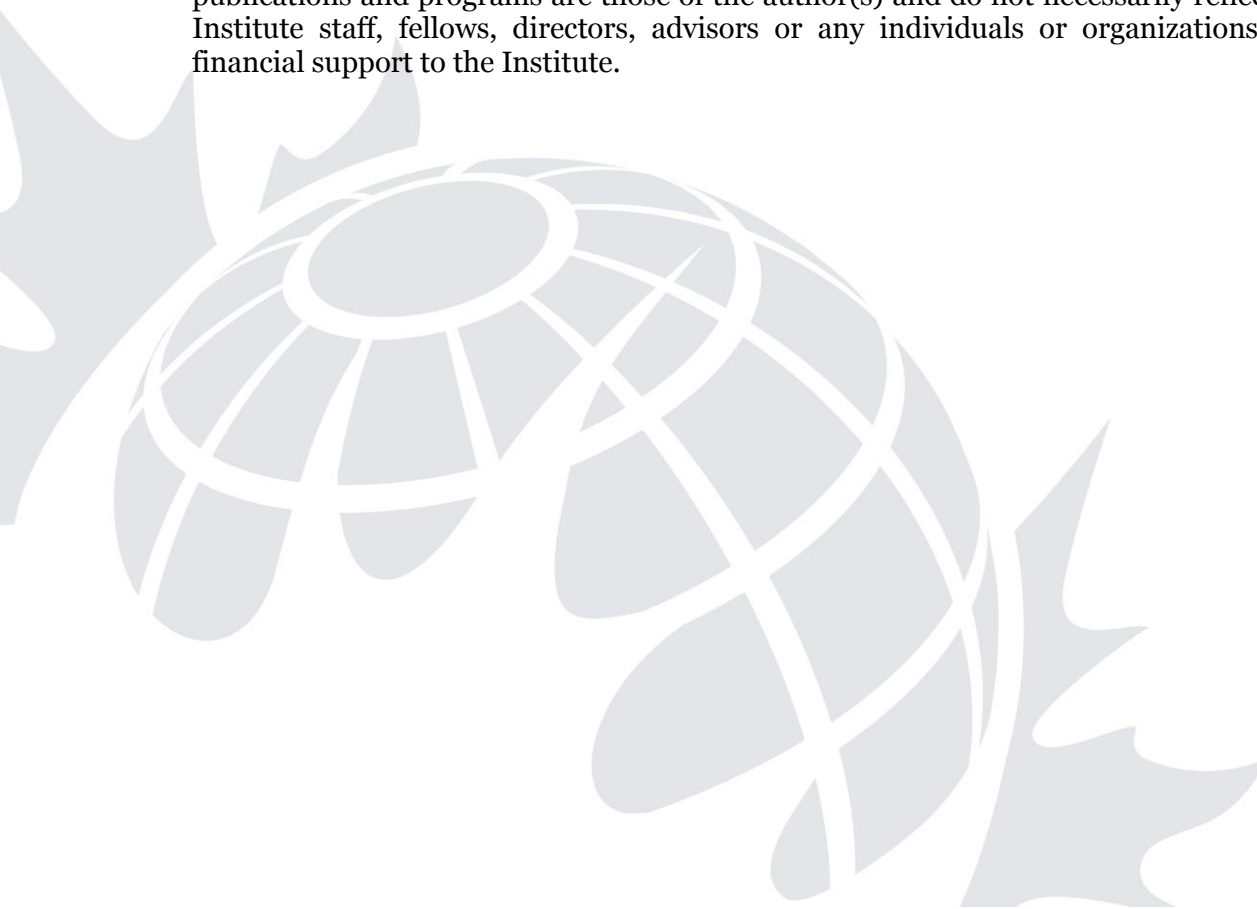 publications and programs are those of the author(s) and do not necessarily
Institute staff, fellows, directors, advisors or any individuals or organizations
financial support to the Institute.